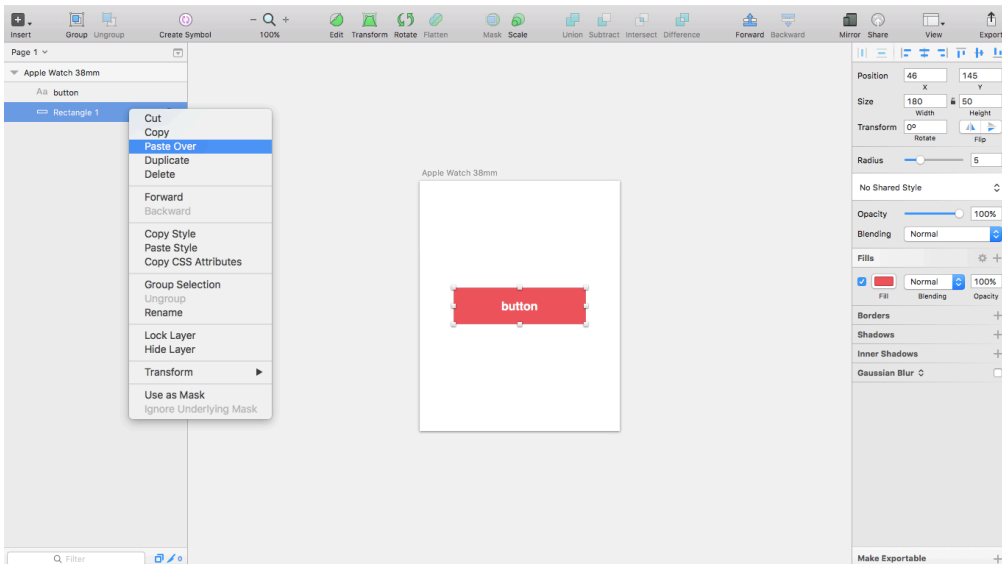 Insert Group Ungroup Create Symbol 100% Edit Transform Rotate Flatten Mask Scale Union Subtract Intersect Difference Forward Backward Mirror Share View Export
Page 1
Apple Watch 38mm
Aa button
Rectangle 1
Cut
Copy
Paste Over
Duplicate
Delete
Forward
Backward
Copy Style
Paste Style
Copy CSS Attributes
Group Selection
Ungroup
Rename
Lock Layer
Hide Layer
Transform
Use as Mask
Ignore Underlying Mask
Filter
0
Apple Watch 38mm
button
Position 46 145
X Y
Size 180 50
Width Height
Transform 0º
Rotate Flip
Radius 5
No Shared Style
Opacity 100%
Blending Normal
Fills
Normal 100%
Fill Blending Opacity
Borders
Shadows
Inner Shadows
Gaussian Blur
Make Exportable